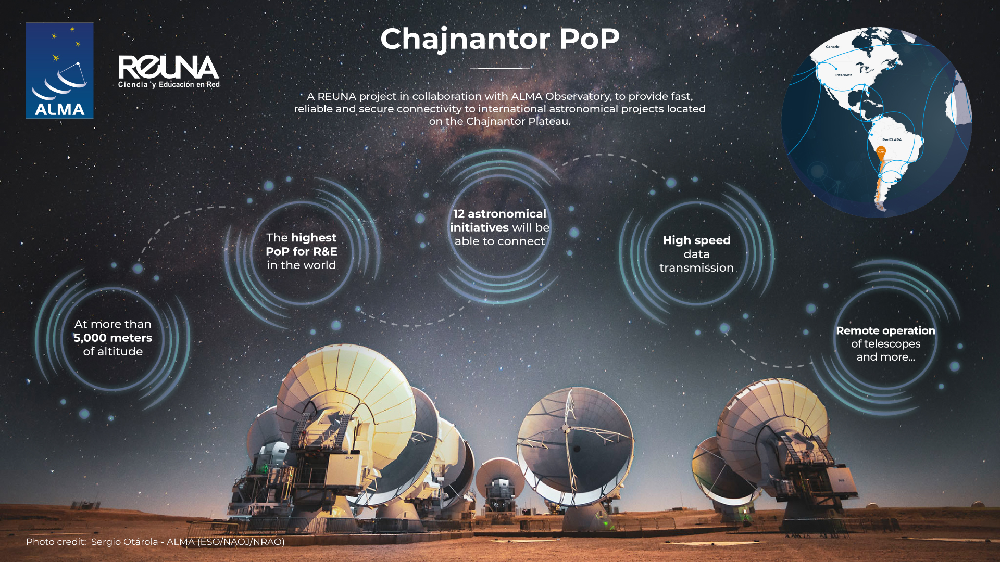 ALMA
REUNA
Ciencia y Educación en Red
Chajnantor PoP
A REUNA project in collaboration with ALMA Observatory, to provide fast,
reliable and secure connectivity to international astronomical projects located
on the Chajnantor Plateau.
Canarie
Internet2
RedCLARA
ALMA
At more than
5,000 meters
of altitude
The highest
PoP for R&E
in the world
12 astronomical
initiatives will be
able to connect
High speed
data
transmission
Remote operation
of telescopes
and more...
DV-12
Photo credit:  Sergio Otárola - ALMA (ESO/NAOJ/NRAO)